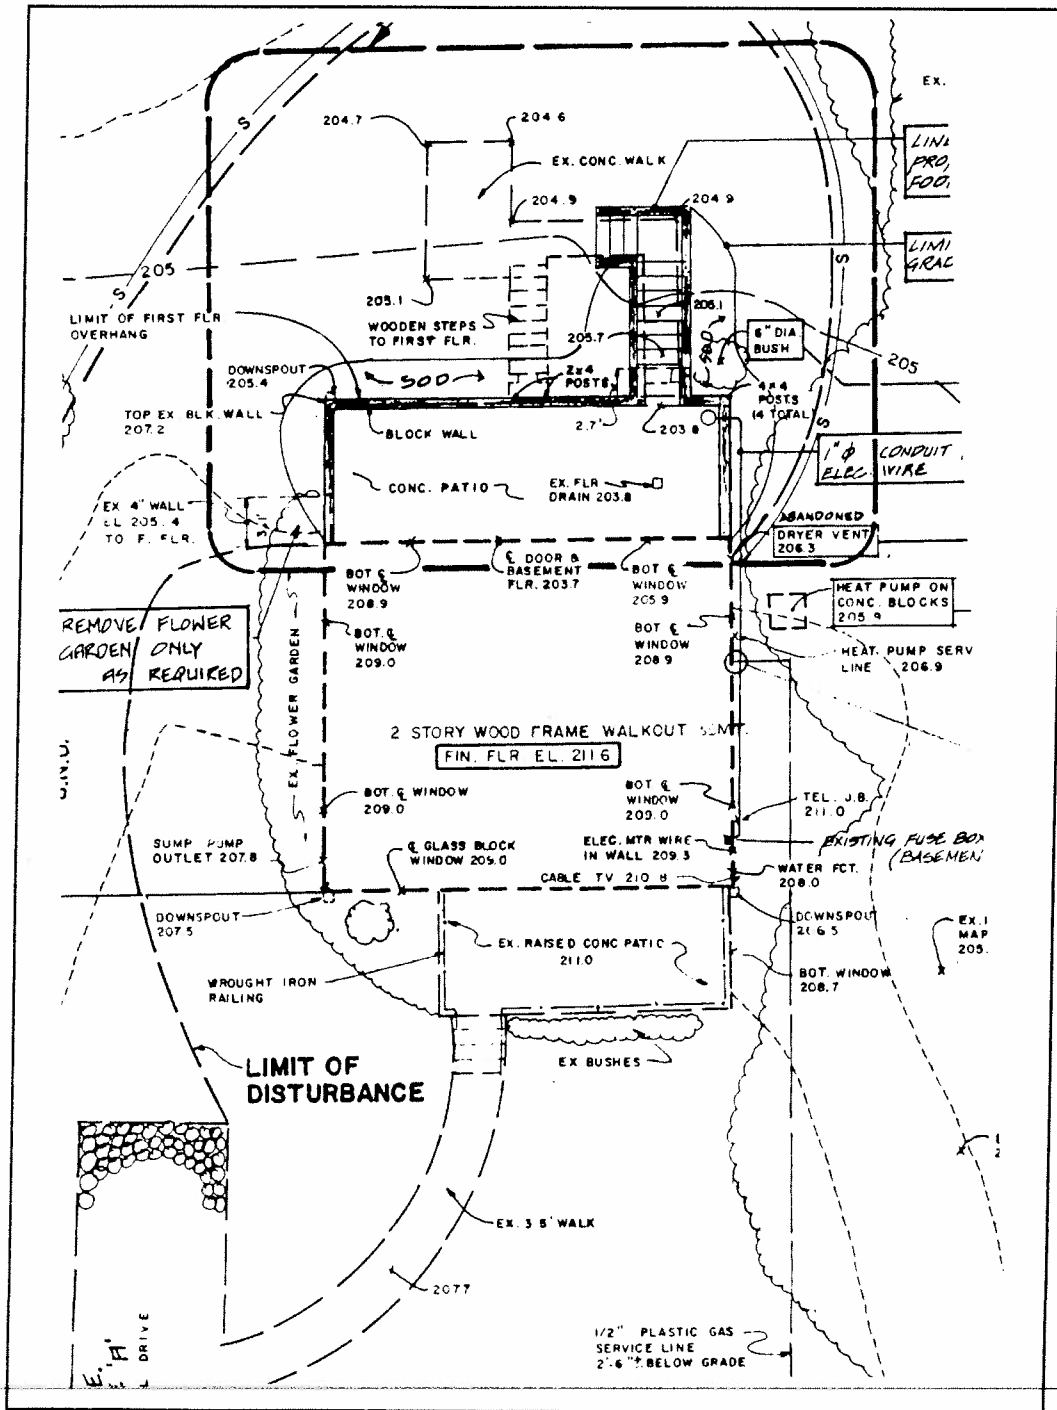 EX.
204.7
204.6
S
EX. CONC. WALK
204.9
204.9
205
S
S
205.1
205.1
LIMIT OF FIRST FLR
OVERHANG
WOODEN STEPS
TO FIRST FLR.
205.7
SOD
6" DIA
BUSH
205
DOWNSPOUT
205.4
SOD
2x4
POSTS
4x4
POSTS
(4 TOTAL)
S
TOP EX BLK. WALL
207.2
BLOCK WALL
2.7'
203.8
1" ϕ CONDUIT
ELEC. WIRE
CONC. PATIO
EX. FLR
DRAIN 203.8
EX 4" WALL
EL 205.4
TO F. FLR.
3.1'
ABANDONED
DRYER VENT
206.3
BOT ℄
WINDOW
208.9
℄ DOOR &
BASEMENT
FLR. 203.7
BOT ℄
WINDOW
205.9
HEAT PUMP ON
CONC. BLOCKS
205.9
REMOVE FLOWER
GARDEN ONLY
AS REQUIRED
BOT. ℄
WINDOW
209.0
BOT ℄
WINDOW
208.9
HEAT PUMP SERV
LINE 206.9
EX. FLOWER GARDEN
2 STORY WOOD FRAME WALKOUT
FIN. FLR EL. 211.6
BOT. ℄ WINDOW
209.0
BOT ℄
WINDOW
209.0
TEL. J.B.
211.0
SUMP PUMP
OUTLET 207.8
℄ GLASS BLOCK
WINDOW 209.0
ELEC. MTR WIRE
IN WALL 209.3
EXISTING FUSE BOX
(BASEMEN
CABLE TV 210.8
WATER FCT.
208.0
DOWNSPOUT
207.5
DOWNSPOUT
206.5
EX. RAISED CONC PATIO
211.0
WROUGHT IRON
RAILING
BOT. WINDOW
208.7
MAP
205.
EX BUSHES
LIMIT OF
DISTURBANCE
EX. 3.5' WALK
207.7
DRIVE
1/2" PLASTIC GAS
SERVICE LINE
2'-6"± BELOW GRADE